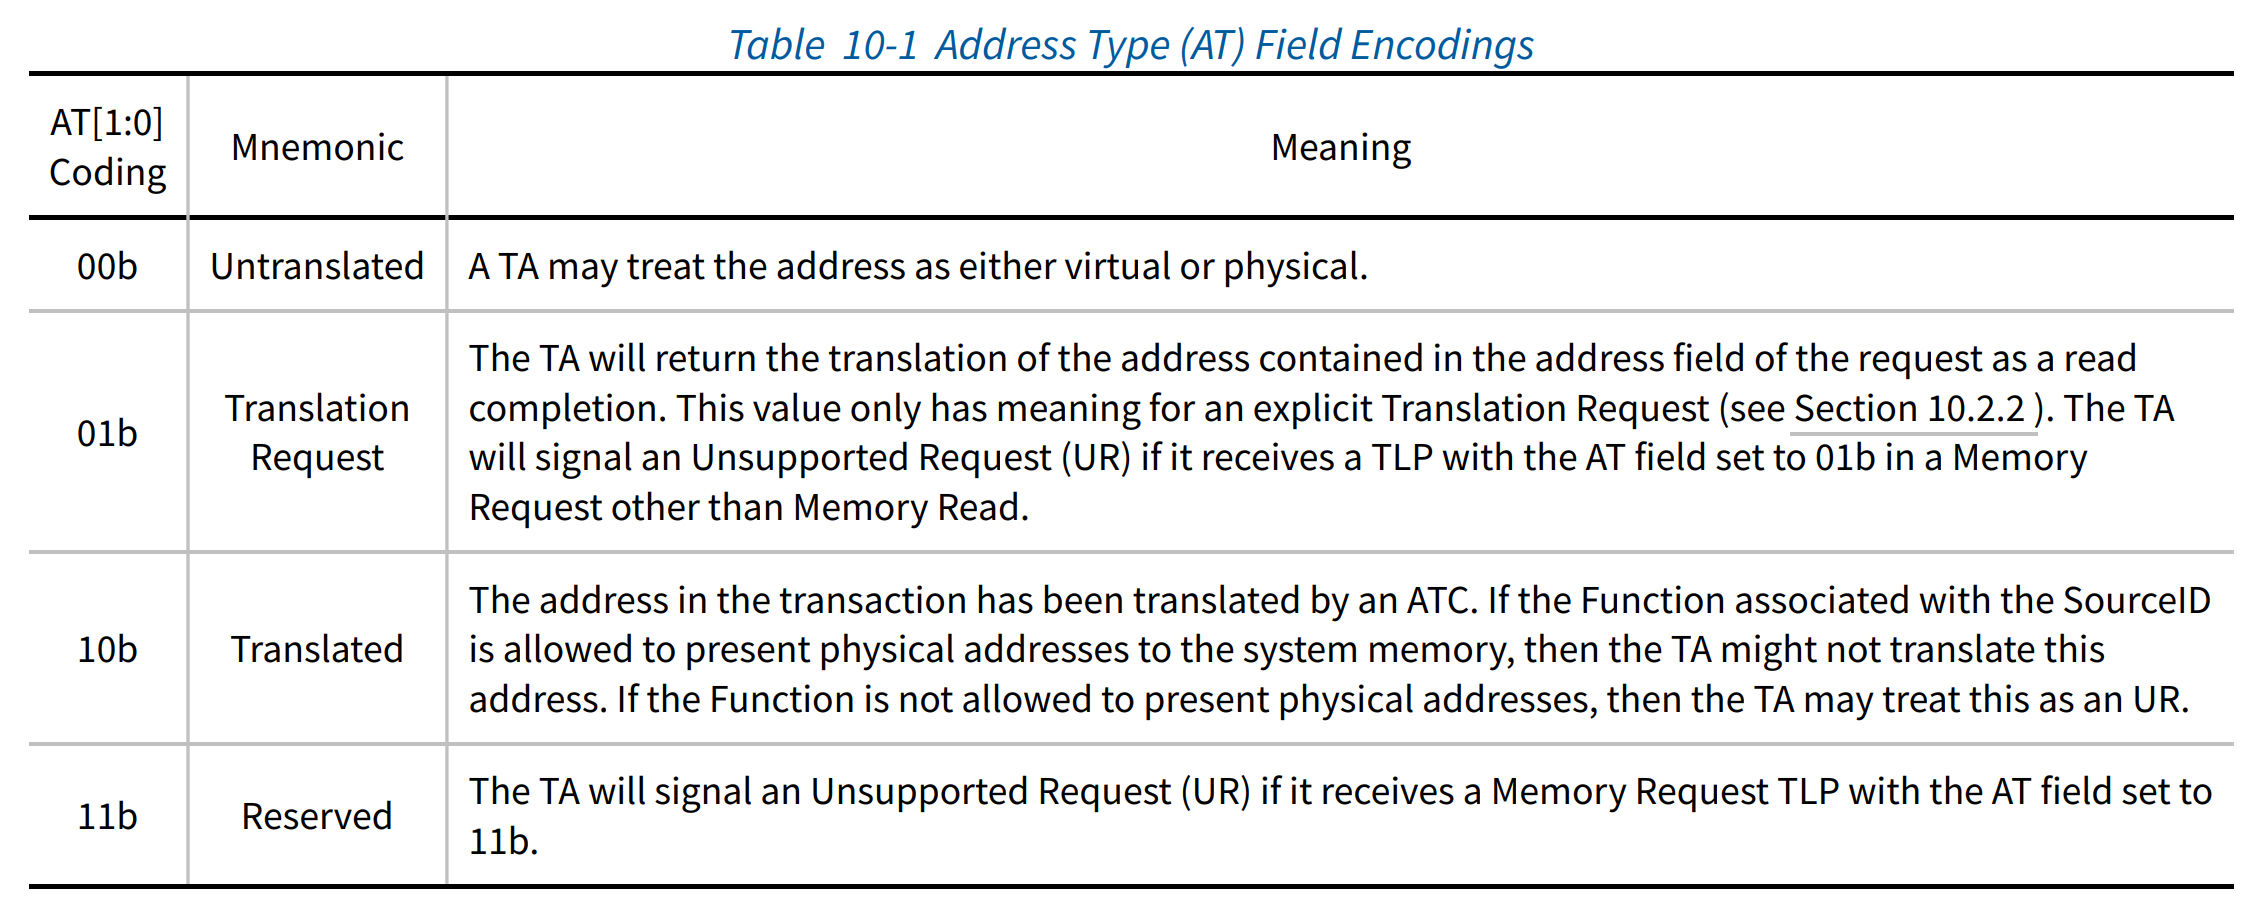 Table 10-1 Address Type (AT) Field Encodings
AT[1:0]
Coding
Mnemonic
Meaning
00b
Untranslated
A TA may treat the address as either virtual or physical.
01b
Translation
Request
The TA will return the translation of the address contained in the address field of the request as a read
completion. This value only has meaning for an explicit Translation Request (see Section 10.2.2 ). The TA
will signal an Unsupported Request (UR) if it receives a TLP with the AT field set to 01b in a Memory
Request other than Memory Read.
10b
Translated
The address in the transaction has been translated by an ATC. If the Function associated with the SourceID
is allowed to present physical addresses to the system memory, then the TA might not translate this
address. If the Function is not allowed to present physical addresses, then the TA may treat this as an UR.
11b
Reserved
The TA will signal an Unsupported Request (UR) if it receives a Memory Request TLP with the AT field set to
11b.